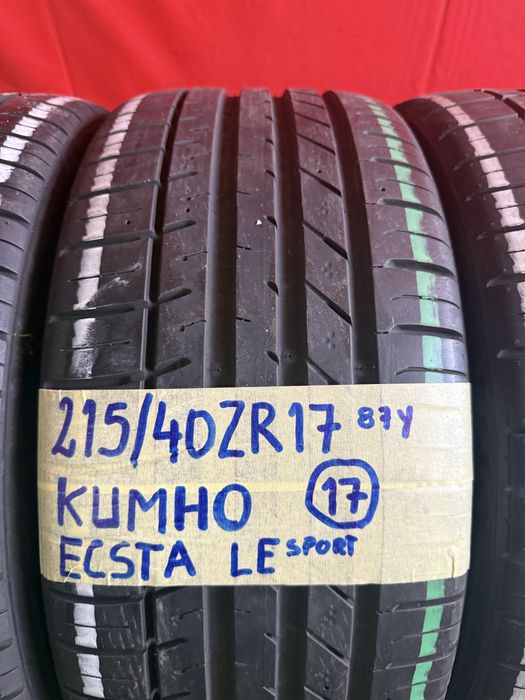 215/40ZR17 87Y
KUMHO 17
ECSTA LE SPORT